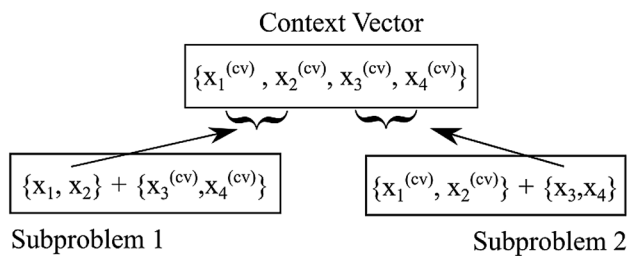 Context Vector
{x₁⁽ᶜᵛ⁾ , x₂⁽ᶜᵛ⁾, x₃⁽ᶜᵛ⁾, x₄⁽ᶜᵛ⁾}
{x₁, x₂} + {x₃⁽ᶜᵛ⁾,x₄⁽ᶜᵛ⁾}
{x₁⁽ᶜᵛ⁾, x₂⁽ᶜᵛ⁾} + {x₃,x₄}
Subproblem 1
Subproblem 2